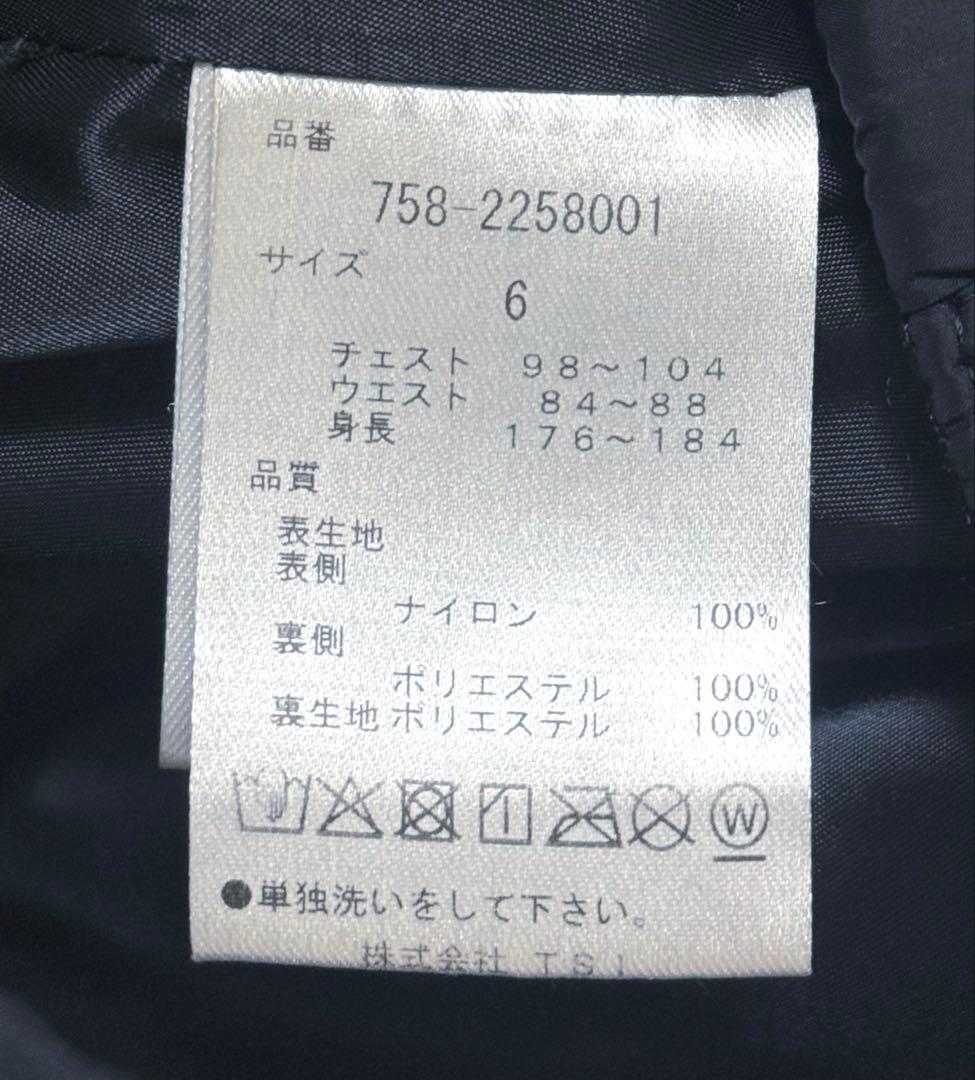 品番
758-2258001
サイズ
6
チェスト 98～104
ウエスト 84～88
身長 176～184
品質
表生地
表側
ナイロン 100%
裏側
ポリエステル 100%
裏生地 ポリエステル 100%
W
●単独洗いをして下さい。
株式会社 TSI